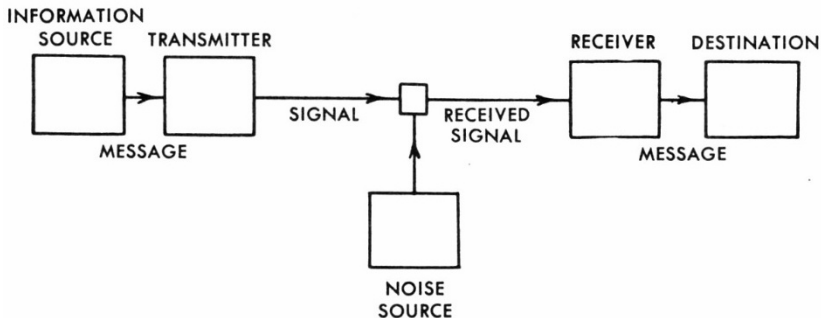 INFORMATION
SOURCE
TRANSMITTER
RECEIVER
DESTINATION
SIGNAL
RECEIVED
SIGNAL
MESSAGE
MESSAGE
NOISE
SOURCE